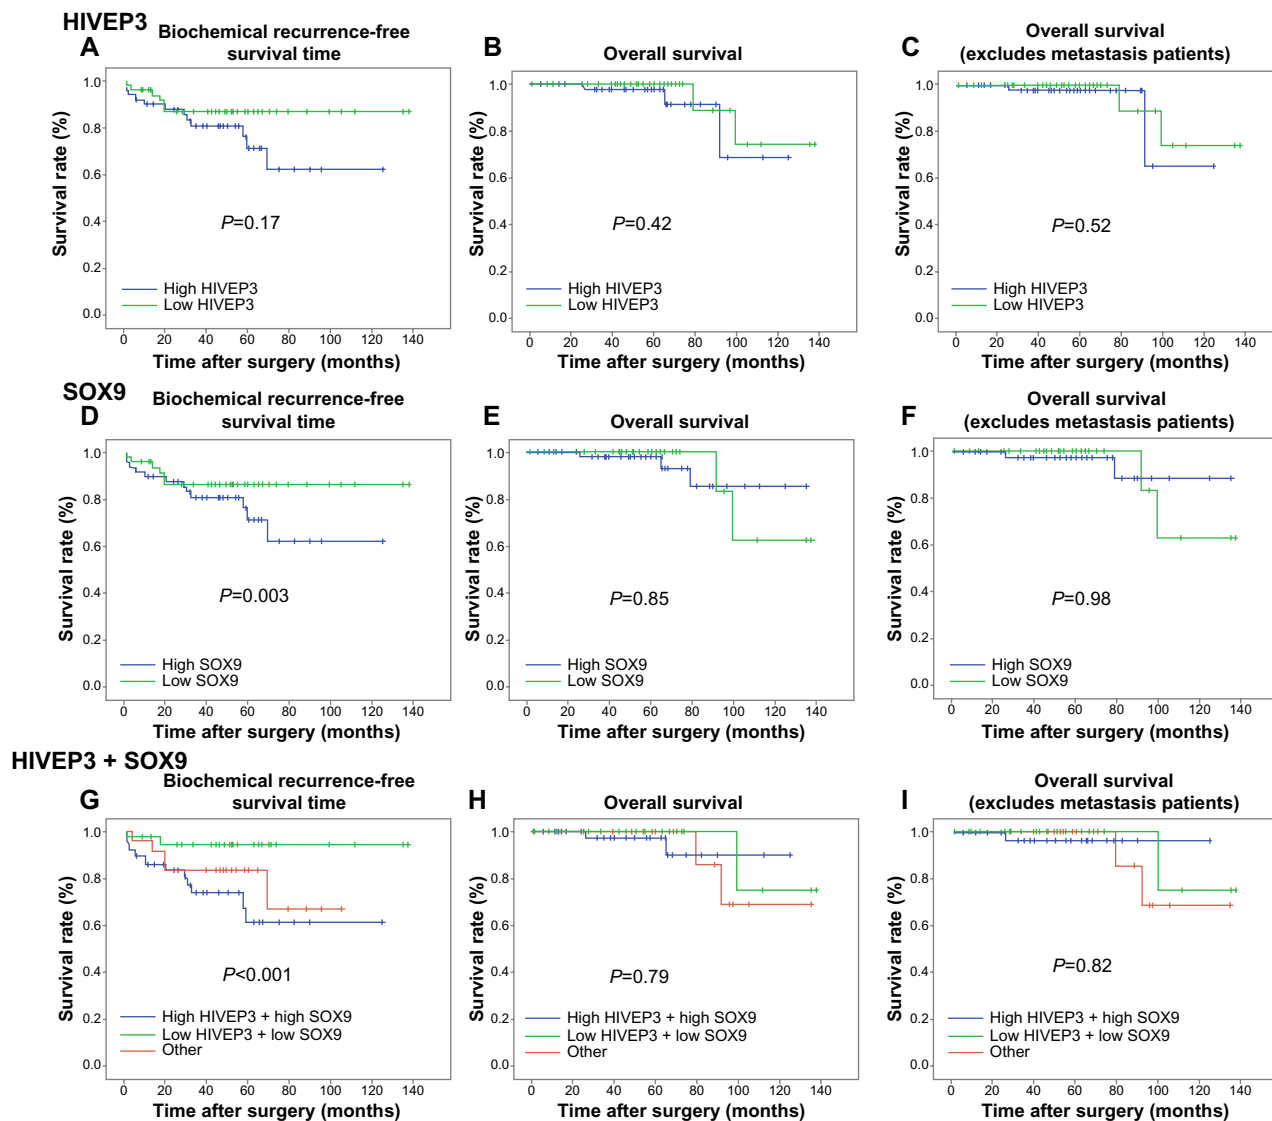 HIVEP3
A
Biochemical recurrence-free
survival time
Survival rate (%)
1.0
0.8
0.6
0.4
0.2
0.0
P=0.17
High HIVEP3
Low HIVEP3
0 20 40 60 80 100 120 140
Time after surgery (months)
B
Overall survival
Survival rate (%)
1.0
0.8
0.6
0.4
0.2
0.0
P=0.42
High HIVEP3
Low HIVEP3
0 20 40 60 80 100 120 140
Time after surgery (months)
C
Overall survival
(excludes metastasis patients)
Survival rate (%)
1.0
0.8
0.6
0.4
0.2
0.0
P=0.52
High HIVEP3
Low HIVEP3
0 20 40 60 80 100 120 140
Time after surgery (months)
SOX9
D
Biochemical recurrence-free
survival time
Survival rate (%)
1.0
0.8
0.6
0.4
0.2
0.0
P=0.003
High SOX9
Low SOX9
0 20 40 60 80 100 120 140
Time after surgery (months)
E
Overall survival
Survival rate (%)
1.0
0.8
0.6
0.4
0.2
0.0
P=0.85
High SOX9
Low SOX9
0 20 40 60 80 100 120 140
Time after surgery (months)
F
Overall survival
(excludes metastasis patients)
Survival rate (%)
1.0
0.8
0.6
0.4
0.2
0.0
P=0.98
High SOX9
Low SOX9
0 20 40 60 80 100 120 140
Time after surgery (months)
HIVEP3 + SOX9
G
Biochemical recurrence-free
survival time
Survival rate (%)
1.0
0.8
0.6
0.4
0.2
0.0
P<0.001
High HIVEP3 + high SOX9
Low HIVEP3 + low SOX9
Other
0 20 40 60 80 100 120 140
Time after surgery (months)
H
Overall survival
Survival rate (%)
1.0
0.8
0.6
0.4
0.2
0.0
P=0.79
High HIVEP3 + high SOX9
Low HIVEP3 + low SOX9
Other
0 20 40 60 80 100 120 140
Time after surgery (months)
I
Overall survival
(excludes metastasis patients)
Survival rate (%)
1.0
0.8
0.6
0.4
0.2
0.0
P=0.82
High HIVEP3 + high SOX9
Low HIVEP3 + low SOX9
Other
0 20 40 60 80 100 120 140
Time after surgery (months)